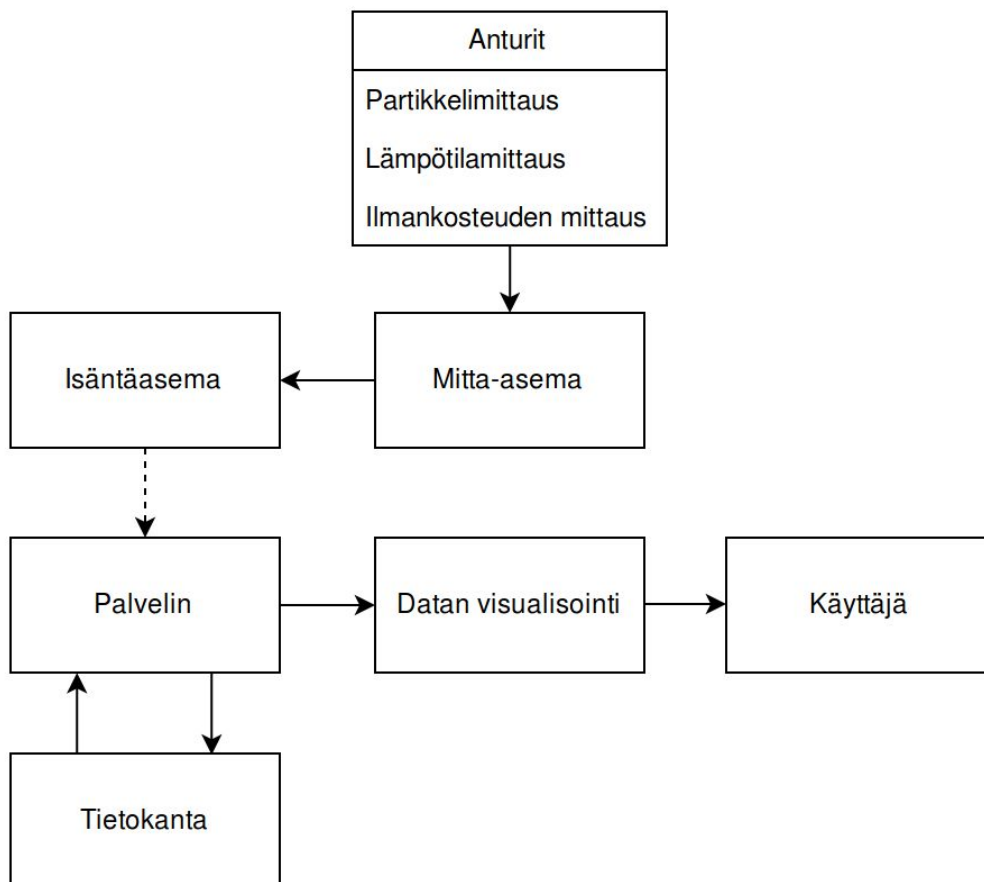 Anturit
Partikkelimittaus
Lämpötilamittaus
Ilmankosteuden mittaus
Isäntäasema
Mitta-asema
Palvelin
Datan visualisointi
Käyttäjä
Tietokanta